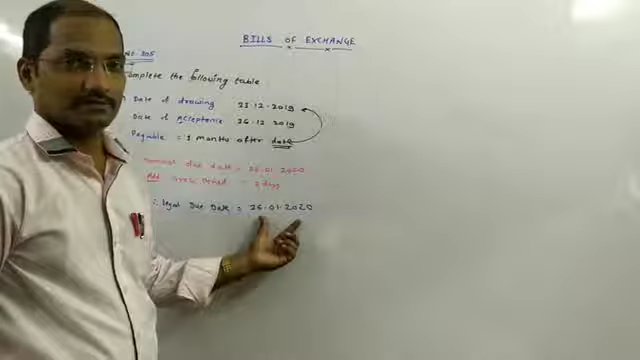 BILLS of EXCHANGE
No. 305
Complete the following table
Date of drawing 23.12.2019
Date of Acceptance 26.12.2019
Payable = 1 months after date
Nominal due date = 23.01.2020
Add Grace Period = 3 days
∴ Legal Due Date = 26.01.2020